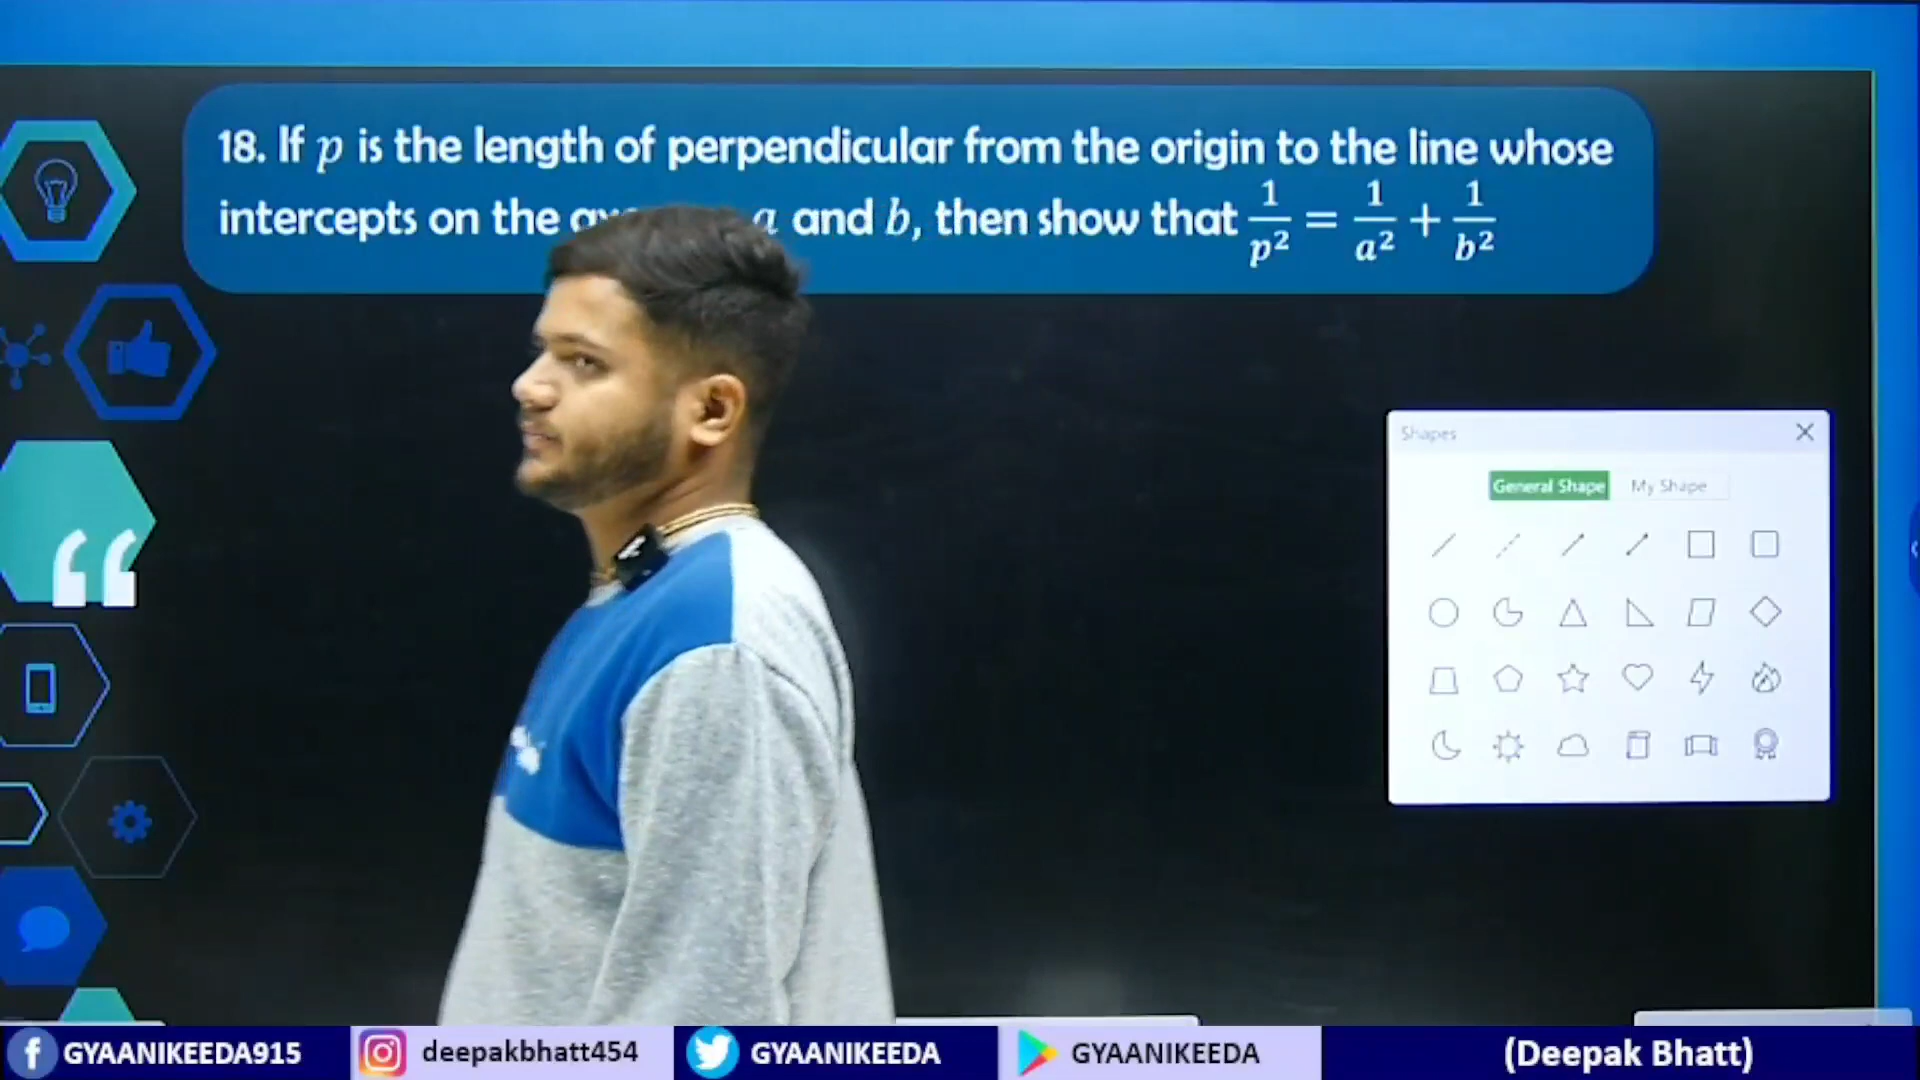 18. If p is the length of perpendicular from the origin to the line whose
intercepts on the a and b, then show that 1/p² = 1/a² + 1/b²
Shapes
General Shape
My Shape
GYAANIKEEDA915
deepakbhatt454
GYAANIKEEDA
GYAANIKEEDA
(Deepak Bhatt)